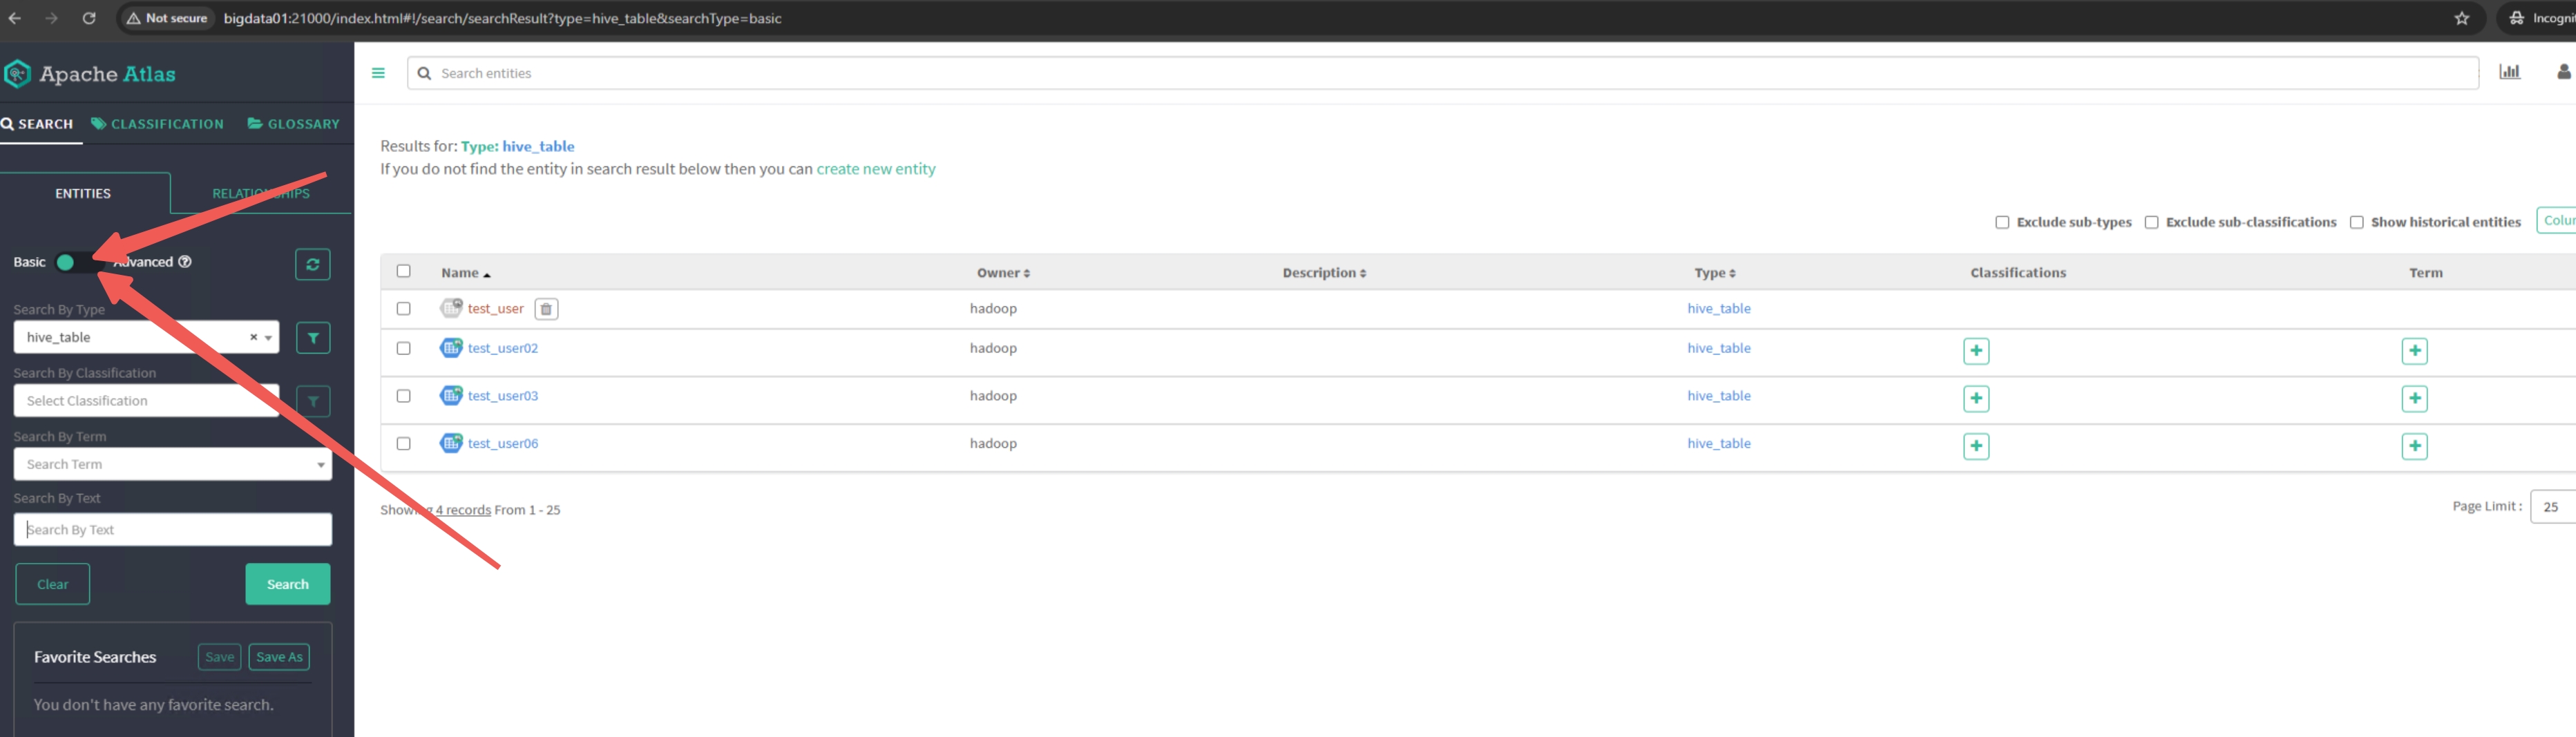 Not secure bigdata01:21000/index.html#!/search/searchResult?type=hive_table&searchType=basic
Apache Atlas
Search entities
SEARCH CLASSIFICATION GLOSSARY
Results for: Type: hive_table
If you do not find the entity in search result below then you can create new entity
ENTITIES RELATIONSHIPS
Exclude sub-types Exclude sub-classifications Show historical entities
Basic Advanced
Name Owner Description Type Classifications Term
Search By Type
test_user hadoop hive_table
hive_table
test_user02 hadoop hive_table
Search By Classification
Select Classification
test_user03 hadoop hive_table
Search By Term
test_user06 hadoop hive_table
Search Term
Search By Text
Showing 4 records From 1 - 25
Page Limit : 25
Search By Text
Clear Search
Favorite Searches Save Save As
You don't have any favorite search.